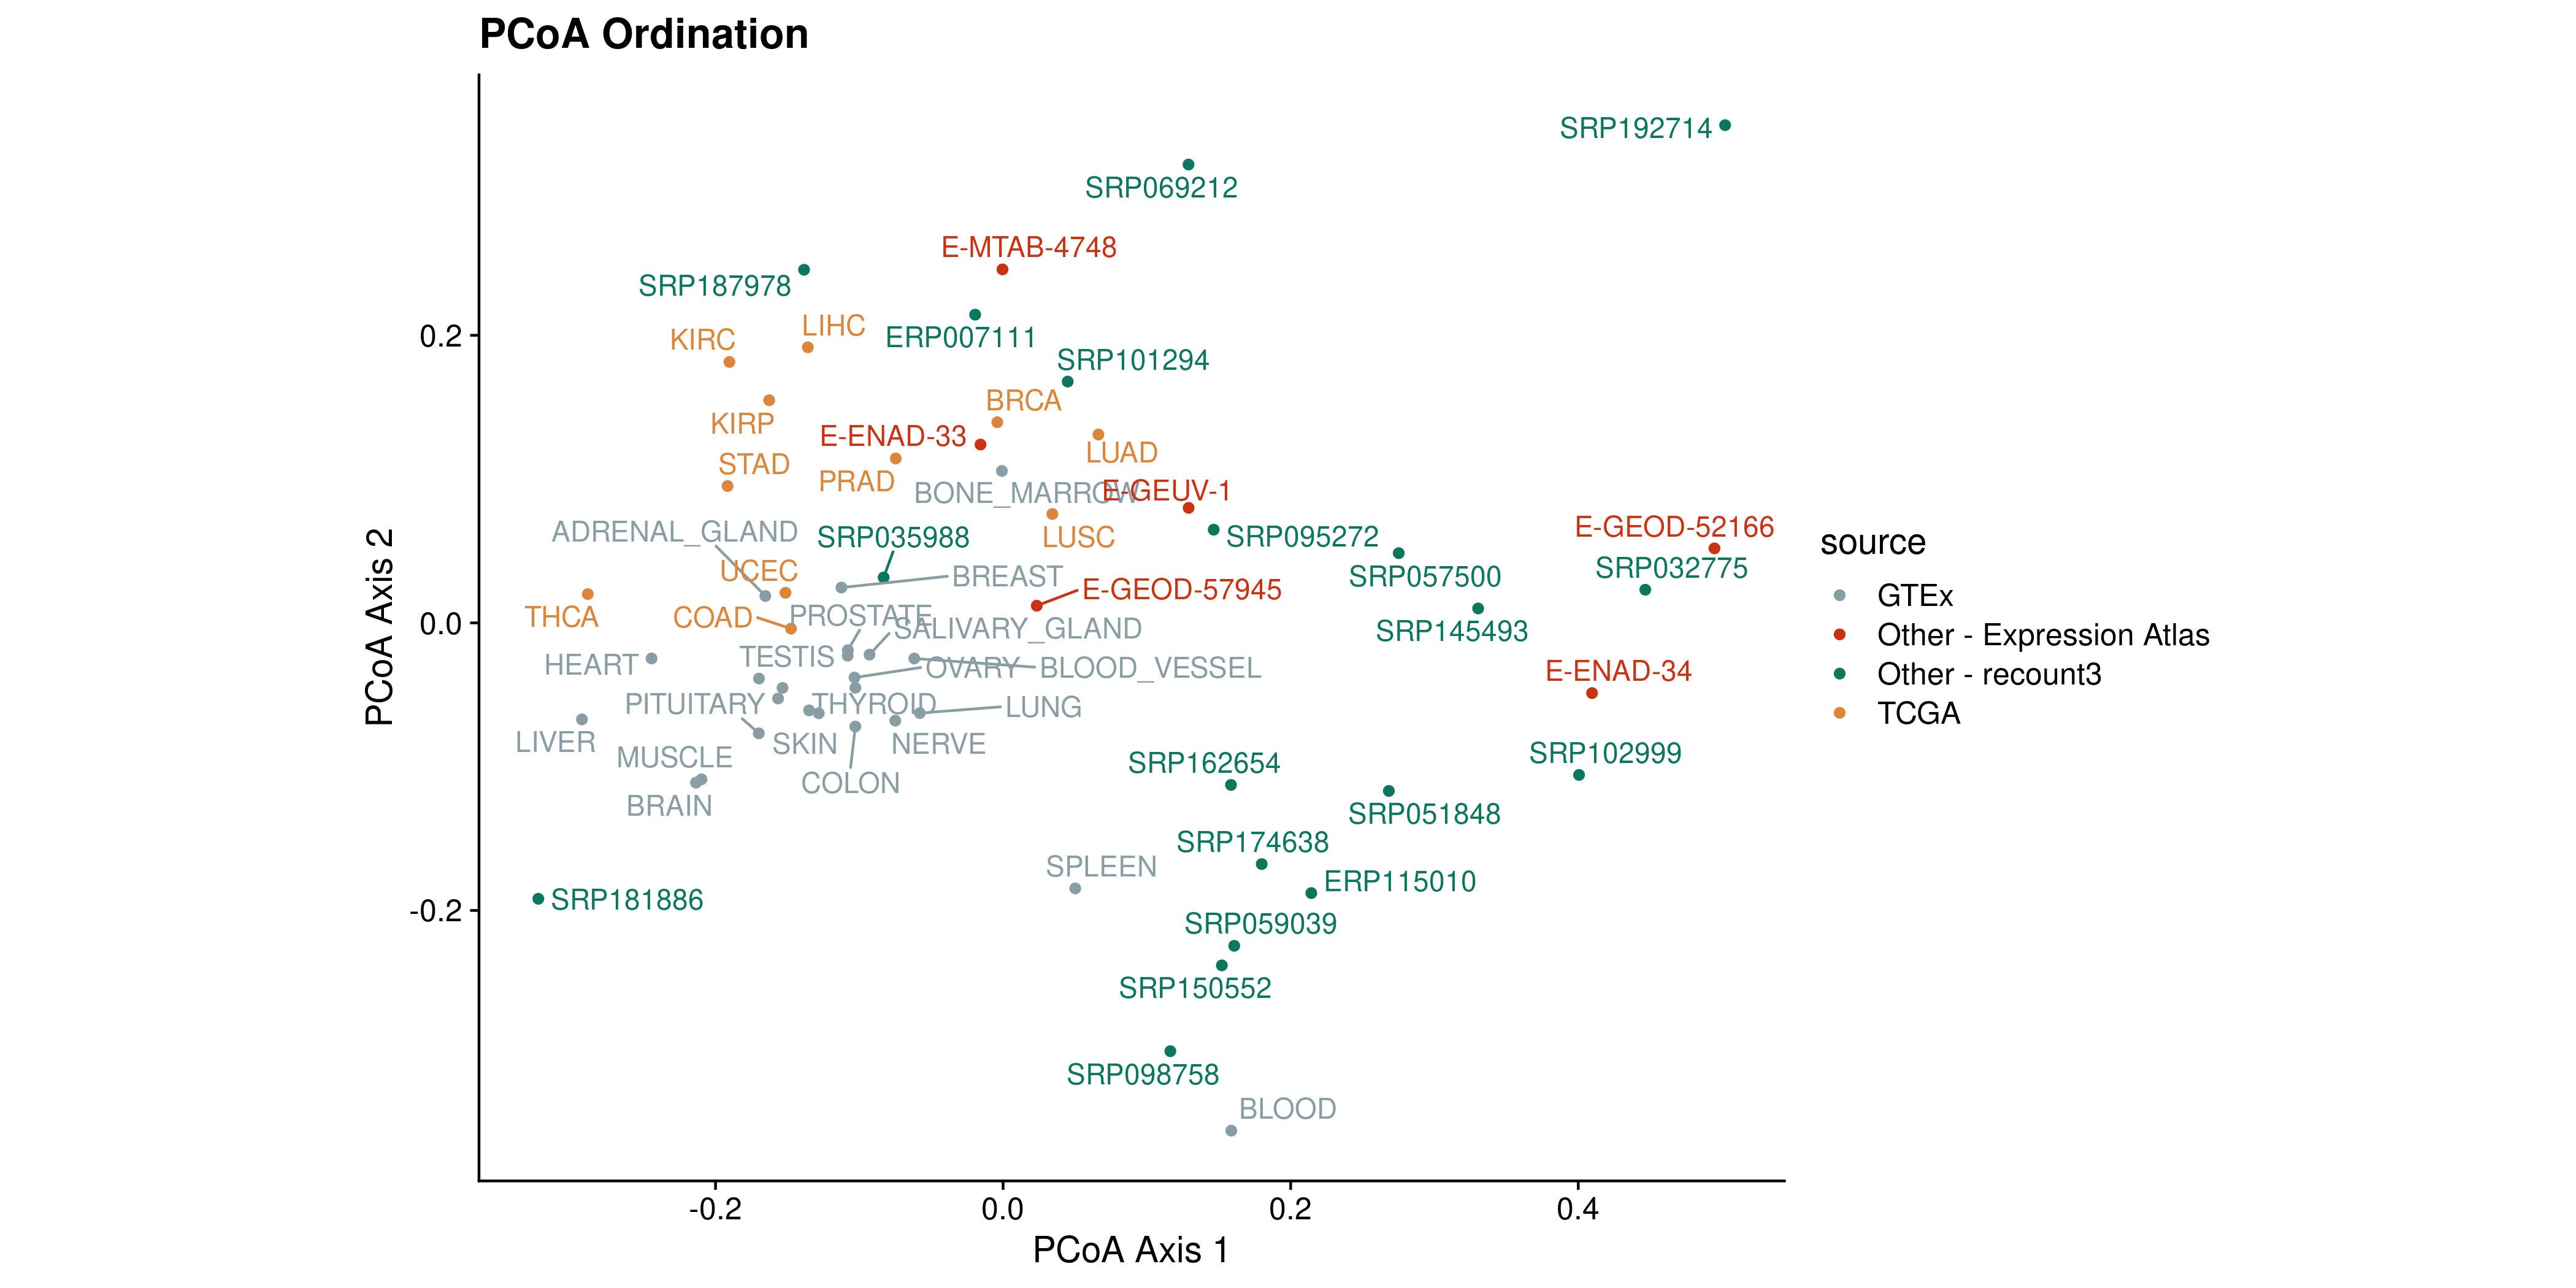 PCoA Ordination
SRP192714
SRP069212
E-MTAB-4748
SRP187978
LIHC
KIRC
ERP007111
0.2
SRP101294
BRCA
KIRP
E-ENAD-33
LUAD
STAD
PRAD
BONE_MARROW
E-GEUV-1
E-GEOD-52166
ADRENAL_GLAND
SRP035988
LUSC
SRP095272
source
UCEC
BREAST
SRP057500
SRP032775
E-GEOD-57945
GTEx
THCA
COAD
PROSTATE
0.0
SALIVARY_GLAND
SRP145493
Other - Expression Atlas
PCoA Axis 2
HEART
TESTIS
OVARY
BLOOD_VESSEL
E-ENAD-34
Other - recount3
PITUITARY
THYROID
LUNG
TCGA
LIVER
SKIN
NERVE
MUSCLE
SRP162654
SRP102999
COLON
BRAIN
SRP051848
SRP174638
SPLEEN
ERP115010
SRP181886
-0.2
SRP059039
SRP150552
SRP098758
BLOOD
-0.2
0.0
0.2
0.4
PCoA Axis 1